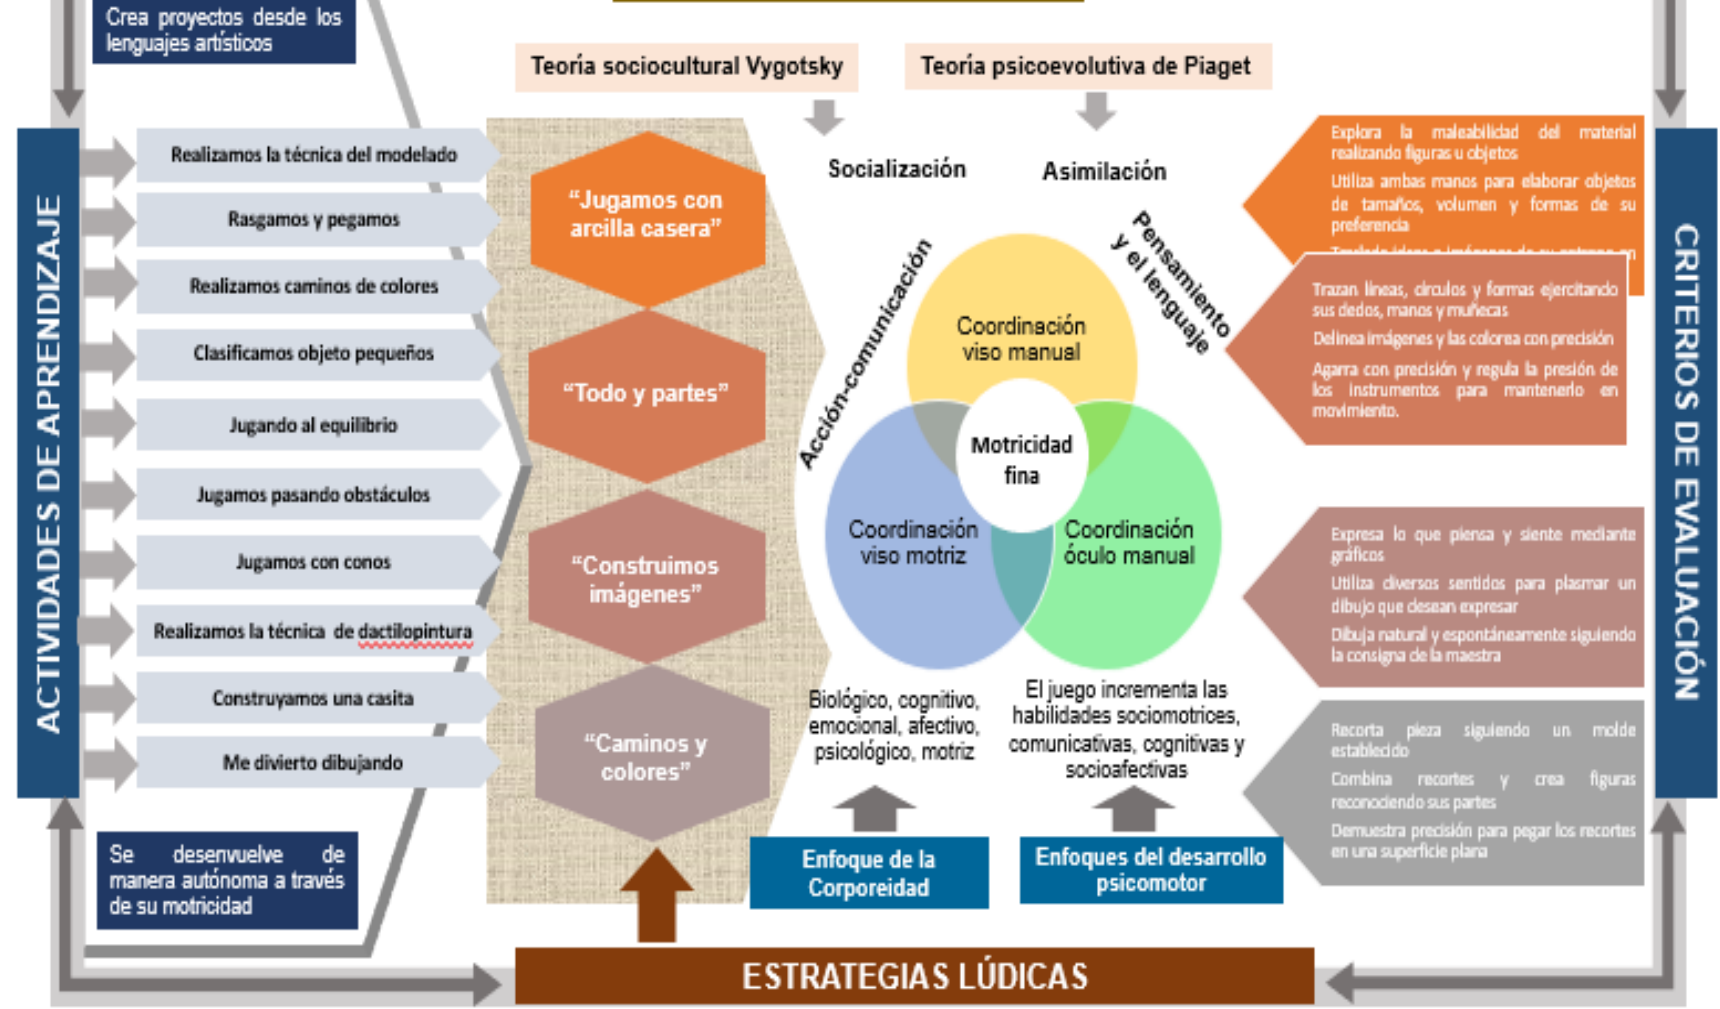 Crea proyectos desde los
lenguajes artísticos
Teoría sociocultural Vygotsky
Teoría psicoevolutiva de Piaget
Socialización
Asimilación
ACTIVIDADES DE APRENDIZAJE
Realizamos la técnica del modelado
Rasgamos y pegamos
Realizamos caminos de colores
Clasificamos objeto pequeños
Jugando al equilibrio
Jugamos pasando obstáculos
Jugamos con conos
Realizamos la técnica de dactilopintura
Construyamos una casita
Me divierto dibujando
Se desenvuelve de
manera autónoma a través
de su motricidad
“Jugamos con
arcilla casera”
“Todo y partes”
“Construimos
imágenes”
“Caminos y
colores”
Acción-comunicación
Pensamiento
y el lenguaje
Coordinación
viso manual
Motricidad
fina
Coordinación
viso motriz
Coordinación
óculo manual
Biológico, cognitivo,
emocional, afectivo,
psicológico, motriz
El juego incrementa las
habilidades sociomotrices,
comunicativas, cognitivas y
socioafectivas
Enfoque de la
Corporeidad
Enfoques del desarrollo
psicomotor
Explora la maleabilidad del material
realizando figuras u objetos
Utiliza ambas manos para elaborar objetos
de tamaños, volumen y formas de su
preferencia
Trazan líneas, círculos y formas ejercitando
sus dedos, manos y muñecas
Delinea imágenes y las colorea con precisión
Agarra con precisión y regula la presión de
los instrumentos para mantenerlo en
movimiento.
Expresa lo que piensa y siente mediante
gráficos
Utiliza diversos sentidos para plasmar un
dibujo que desean expresar
Dibuja natural y espontáneamente siguiendo
la consigna de la maestra
Recorta pieza siguiendo un molde
establecido
Combina recortes y crea figuras
reconociendo sus partes
Demuestra precisión para pegar los recortes
en una superficie plana
CRITERIOS DE EVALUACIÓN
ESTRATEGIAS LÚDICAS